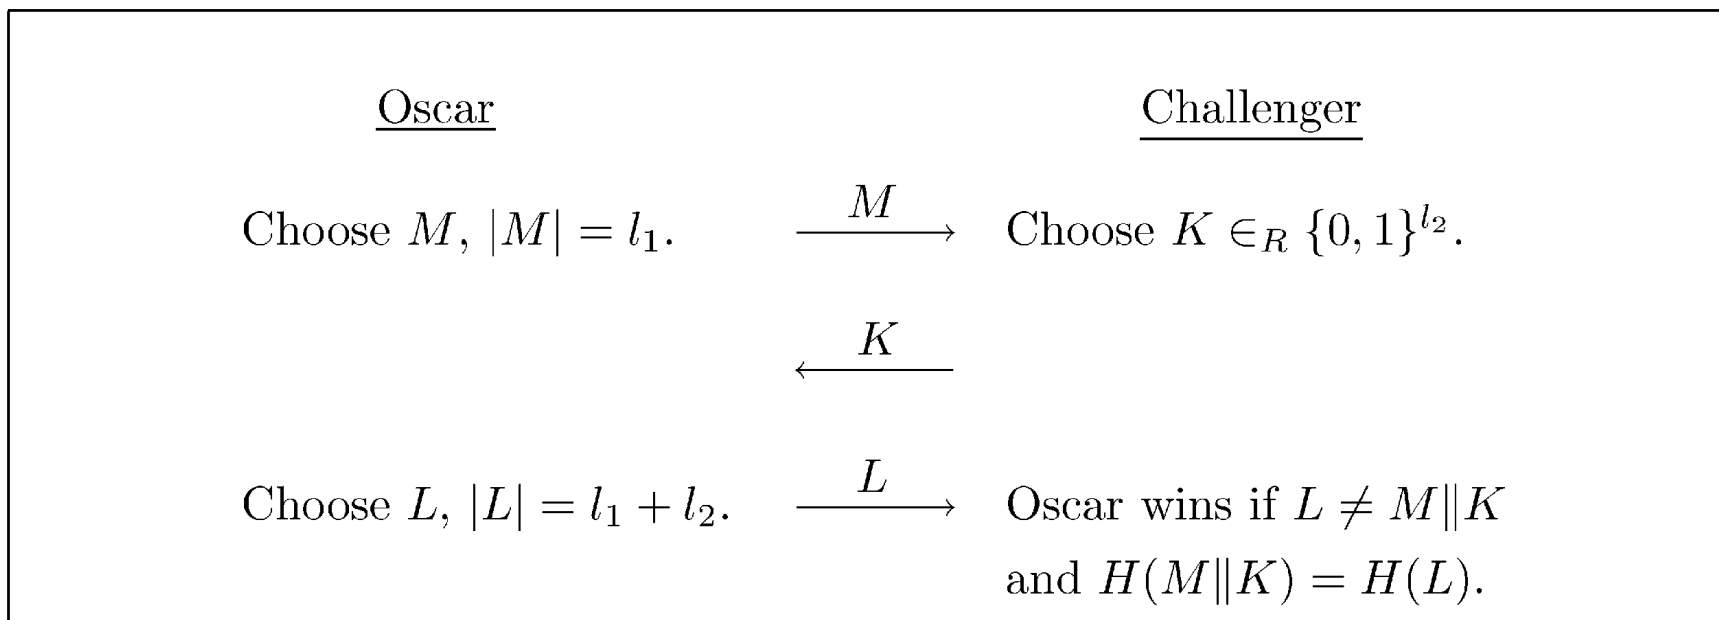 Oscar Challenger
Choose M, |M| = l₁. M Choose K ∈_R {0, 1}^{l₂}.
K
Choose L, |L| = l₁ + l₂. L Oscar wins if L ≠ M‖K
and H(M‖K) = H(L).